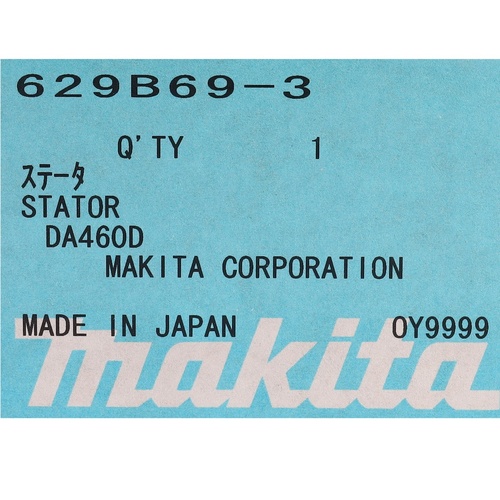 629B69-3
Q'TY 1
ステータ
STATOR
DA460D
MAKITA CORPORATION
MADE IN JAPAN OY9999
makita